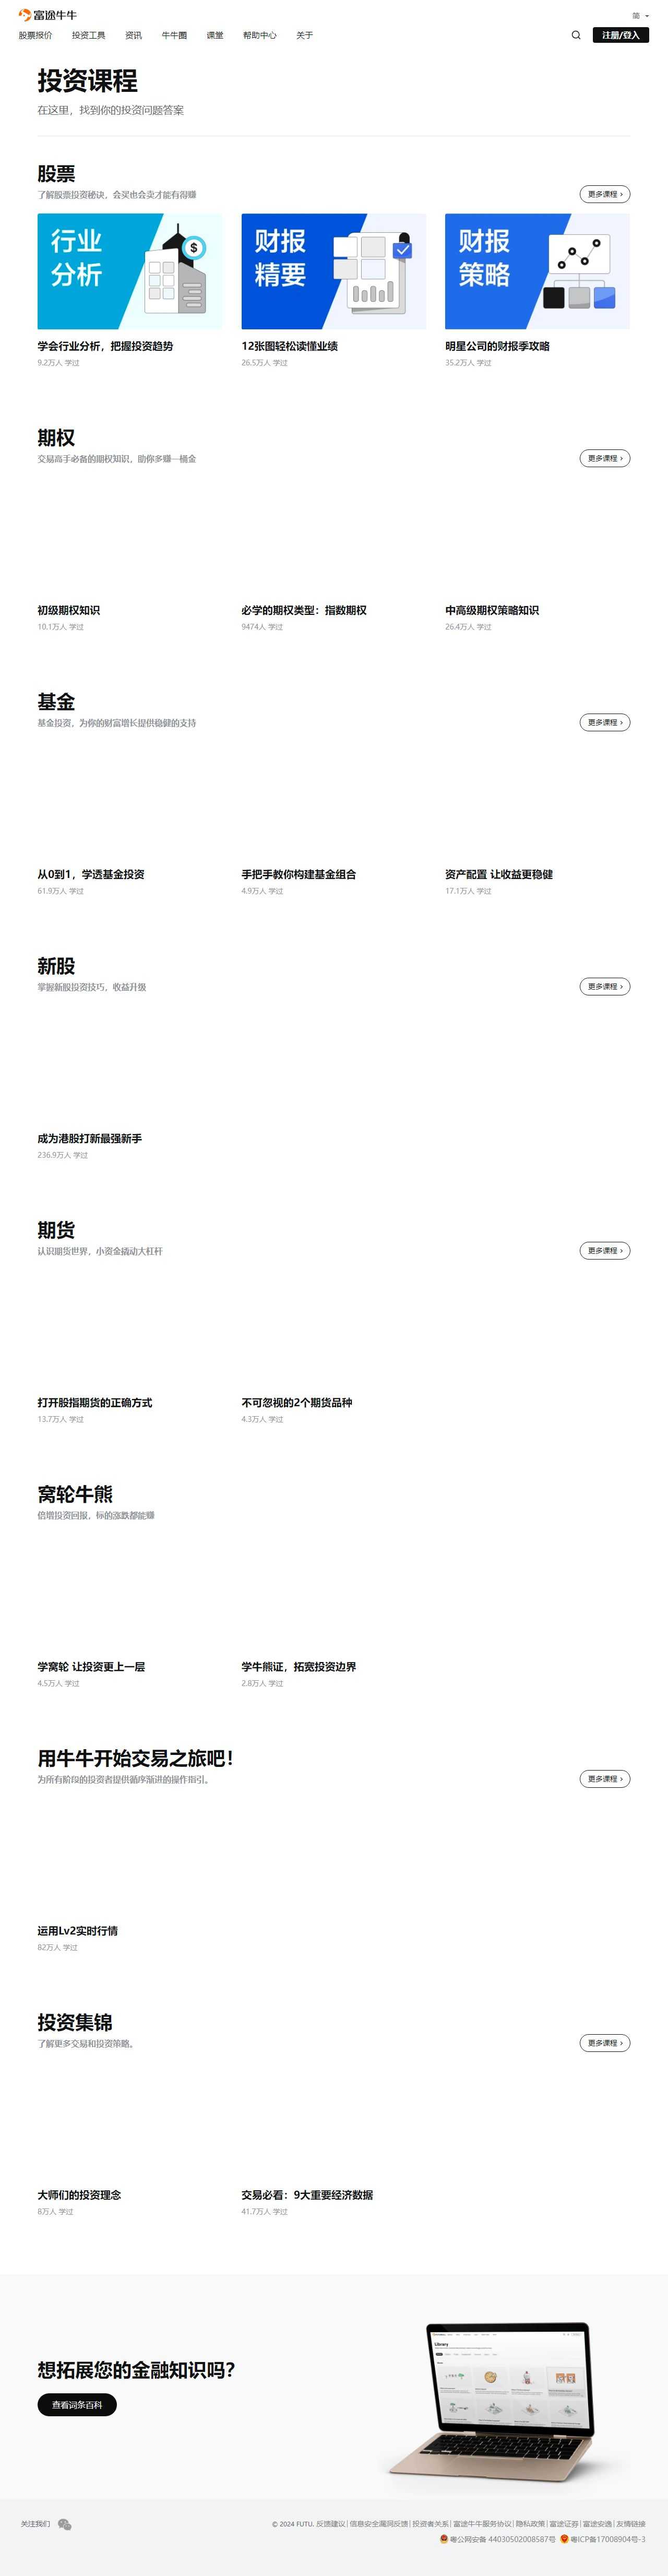 富途牛牛
简
股票报价 投资工具 资讯 牛牛圈 课堂 帮助中心 关于
注册/登入
投资课程
在这里，找到你的投资问题答案
股票
了解股票投资秘诀，会买也会卖才能有得赚
更多课程 ›
行业
分析
$
财报
精要
财报
策略
学会行业分析，把握投资趋势
9.2万人 学过
12张图轻松读懂业绩
26.5万人 学过
明星公司的财报季攻略
35.2万人 学过
期权
交易高手必备的期权知识，助你多赚一桶金
更多课程 ›
初级期权知识
10.1万人 学过
必学的期权类型：指数期权
9474人 学过
中高级期权策略知识
26.4万人 学过
基金
基金投资，为你的财富增长提供稳健的支持
更多课程 ›
从0到1，学透基金投资
61.9万人 学过
手把手教你构建基金组合
4.9万人 学过
资产配置 让收益更稳健
17.1万人 学过
新股
掌握新股投资技巧，收益升级
更多课程 ›
成为港股打新最强新手
236.9万人 学过
期货
认识期货世界，小资金撬动大杠杆
更多课程 ›
打开股指期货的正确方式
13.7万人 学过
不可忽视的2个期货品种
4.3万人 学过
窝轮牛熊
倍增投资回报，标的涨跌都能赚
学窝轮 让投资更上一层
4.5万人 学过
学牛熊证，拓宽投资边界
2.8万人 学过
用牛牛开始交易之旅吧！
为所有阶段的投资者提供循序渐进的操作指引。
更多课程 ›
运用Lv2实时行情
82万人 学过
投资集锦
了解更多交易和投资策略。
更多课程 ›
大师们的投资理念
8万人 学过
交易必看：9大重要经济数据
41.7万人 学过
想拓展您的金融知识吗？
查看词条百科
Library
关注我们
© 2024 FUTU. 反馈建议| 信息安全漏洞反馈| 投资者关系| 富途牛牛服务协议| 隐私政策| 富途证券| 富途安逸| 友情链接
粤公网安备 44030502008587号 粤ICP备17008904号-3